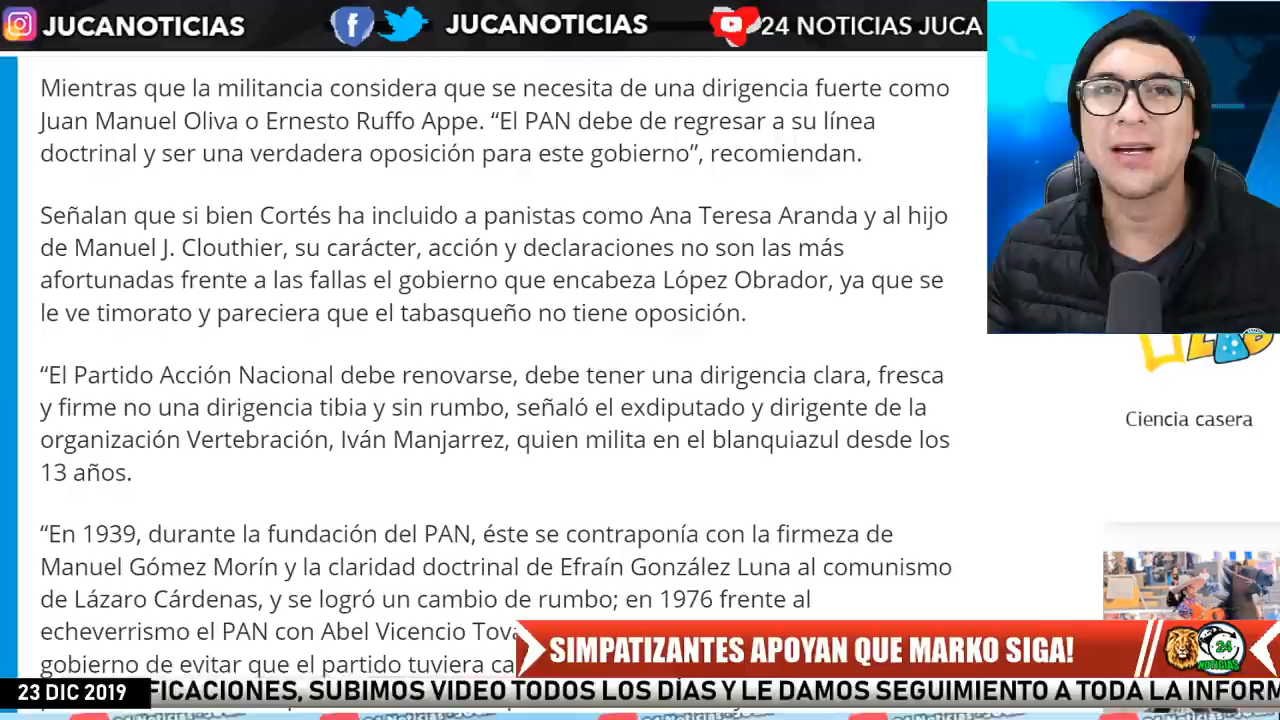 JUCANOTICIAS
JUCANOTICIAS
24 NOTICIAS JUCA
Mientras que la militancia considera que se necesita de una dirigencia fuerte como
Juan Manuel Oliva o Ernesto Ruffo Appe. “El PAN debe de regresar a su línea
doctrinal y ser una verdadera oposición para este gobierno”, recomiendan.
Señalan que si bien Cortés ha incluido a panistas como Ana Teresa Aranda y al hijo
de Manuel J. Clouthier, su carácter, acción y declaraciones no son las más
afortunadas frente a las fallas el gobierno que encabeza López Obrador, ya que se
le ve timorato y pareciera que el tabasqueño no tiene oposición.
“El Partido Acción Nacional debe renovarse, debe tener una dirigencia clara, fresca
y firme no una dirigencia tibia y sin rumbo, señaló el exdiputado y dirigente de la
organización Vertebración, Iván Manjarrez, quien milita en el blanquiazul desde los
13 años.
Ciencia casera
“En 1939, durante la fundación del PAN, éste se contraponía con la firmeza de
Manuel Gómez Morín y la claridad doctrinal de Efraín González Luna al comunismo
de Lázaro Cárdenas, y se logró un cambio de rumbo; en 1976 frente al
echeverrismo el PAN con Abel Vicencio Tova
gobierno de evitar que el partido tuviera ca
SIMPATIZANTES APOYAN QUE MARKO SIGA!
24
NOTICIAS
23 DIC 2019
FICACIONES, SUBIMOS VIDEO TODOS LOS DÍAS Y LE DAMOS SEGUIMIENTO A TODA LA INFORM